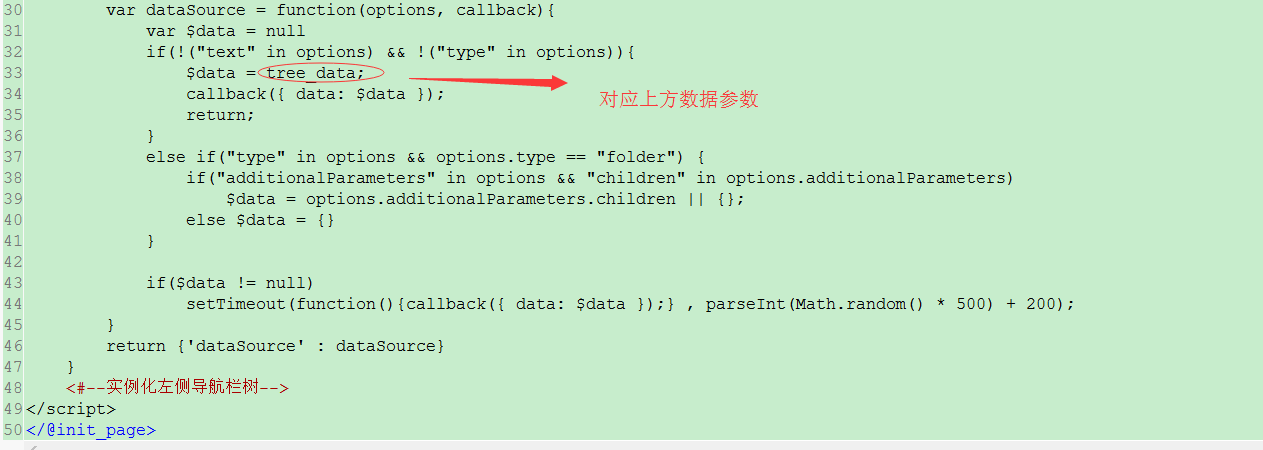 30 var dataSource = function(options, callback){
31 var $data = null
32 if(!("text" in options) && !("type" in options)){
33 $data = tree_data;
34 callback({ data: $data });
对应上方数据参数
35 return;
36 }
37 else if("type" in options && options.type == "folder") {
38 if("additionalParameters" in options && "children" in options.additionalParameters)
39 $data = options.additionalParameters.children || {};
40 else $data = {}
41 }
42
43 if($data != null)
44 setTimeout(function(){callback({ data: $data });} , parseInt(Math.random() * 500) + 200);
45 }
46 return {'dataSource' : dataSource}
47 }
48 <#--实例化左侧导航栏树-->
49 </script>
50 </@init_page>